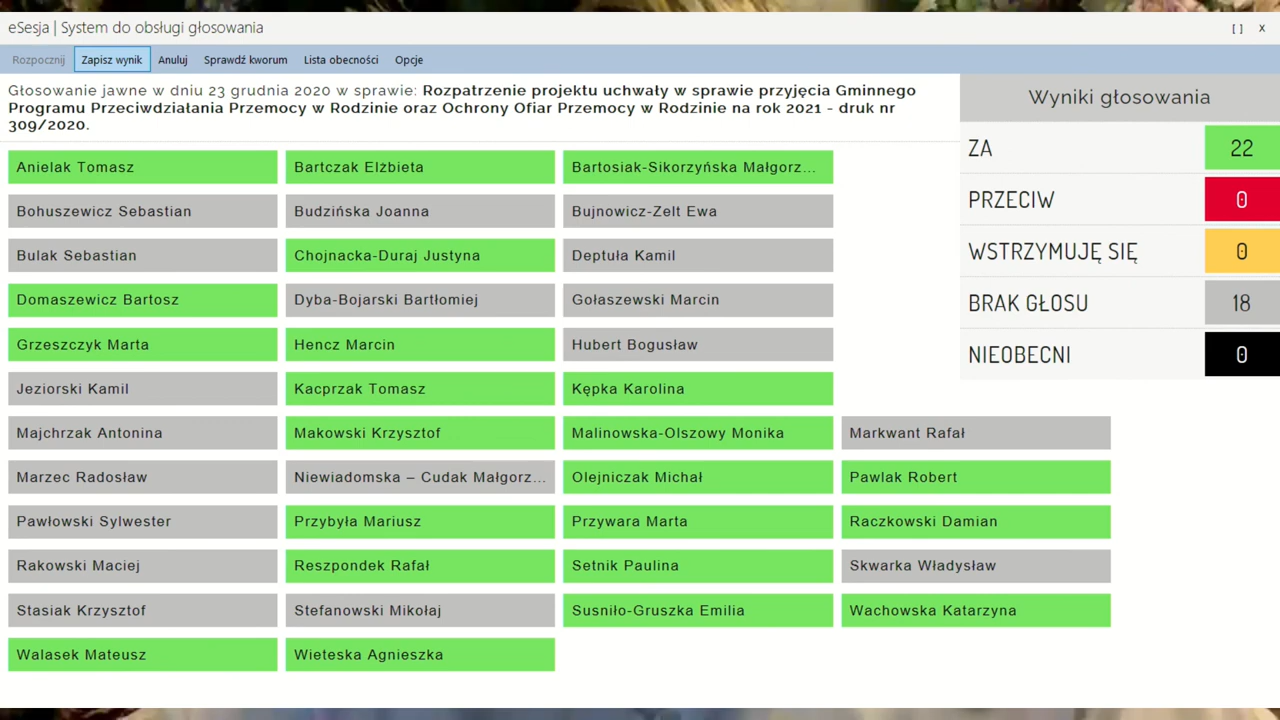 eSesja | System do obsługi głosowania
[ ] X
Rozpocznij Zapisz wynik Anuluj Sprawdź kworum Lista obecności Opcje
Głosowanie jawne w dniu 23 grudnia 2020 w sprawie: Rozpatrzenie projektu uchwały w sprawie przyjęcia Gminnego
Programu Przeciwdziałania Przemocy w Rodzinie oraz Ochrony Ofiar Przemocy w Rodzinie na rok 2021 - druk nr
309/2020.
Wyniki głosowania
ZA 22
PRZECIW 0
WSTRZYMUJĘ SIĘ 0
BRAK GŁOSU 18
NIEOBECNI 0
Anielak Tomasz Bartczak Elżbieta Bartosiak-Sikorzyńska Małgorz...
Bohuszewicz Sebastian Budzińska Joanna Bujnowicz-Zelt Ewa
Bulak Sebastian Chojnacka-Duraj Justyna Deptuła Kamil
Domaszewicz Bartosz Dyba-Bojarski Bartłomiej Gołaszewski Marcin
Grzeszczyk Marta Hencz Marcin Hubert Bogusław
Jeziorski Kamil Kacprzak Tomasz Kępka Karolina
Majchrzak Antonina Makowski Krzysztof Malinowska-Olszowy Monika Markwant Rafał
Marzec Radosław Niewiadomska – Cudak Małgorz... Olejniczak Michał Pawlak Robert
Pawłowski Sylwester Przybyła Mariusz Przywara Marta Raczkowski Damian
Rakowski Maciej Reszpondek Rafał Setnik Paulina Skwarka Władysław
Stasiak Krzysztof Stefanowski Mikołaj Susniło-Gruszka Emilia Wachowska Katarzyna
Walasek Mateusz Wieteska Agnieszka